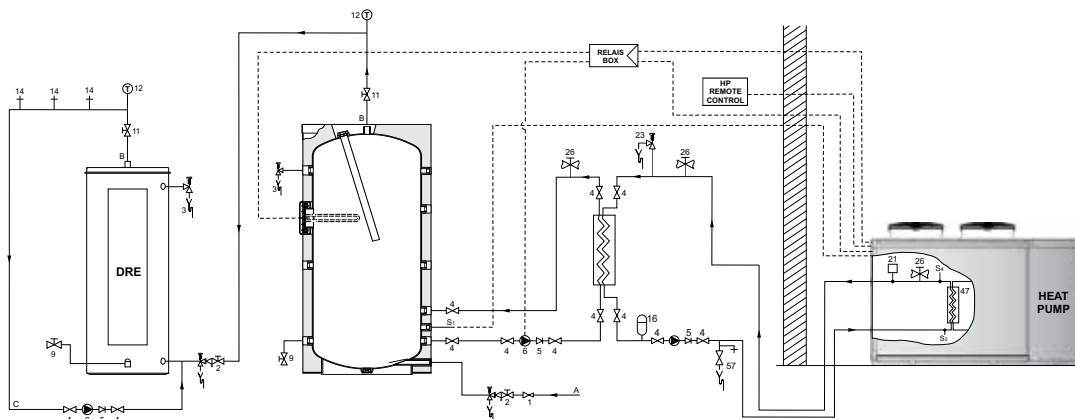 12 T
RELAIS
BOX
HP
REMOTE
CONTROL
14 14 14
T 12
11
11
B
B
23
26
26
3
3
4 4
DRE
21
26
S4
47
HEAT
PUMP
4
S1
4 4
16
S3
9
9
4
4 6 5 4
4 5 4
57
2
C
4 6 5 4
2 1
A